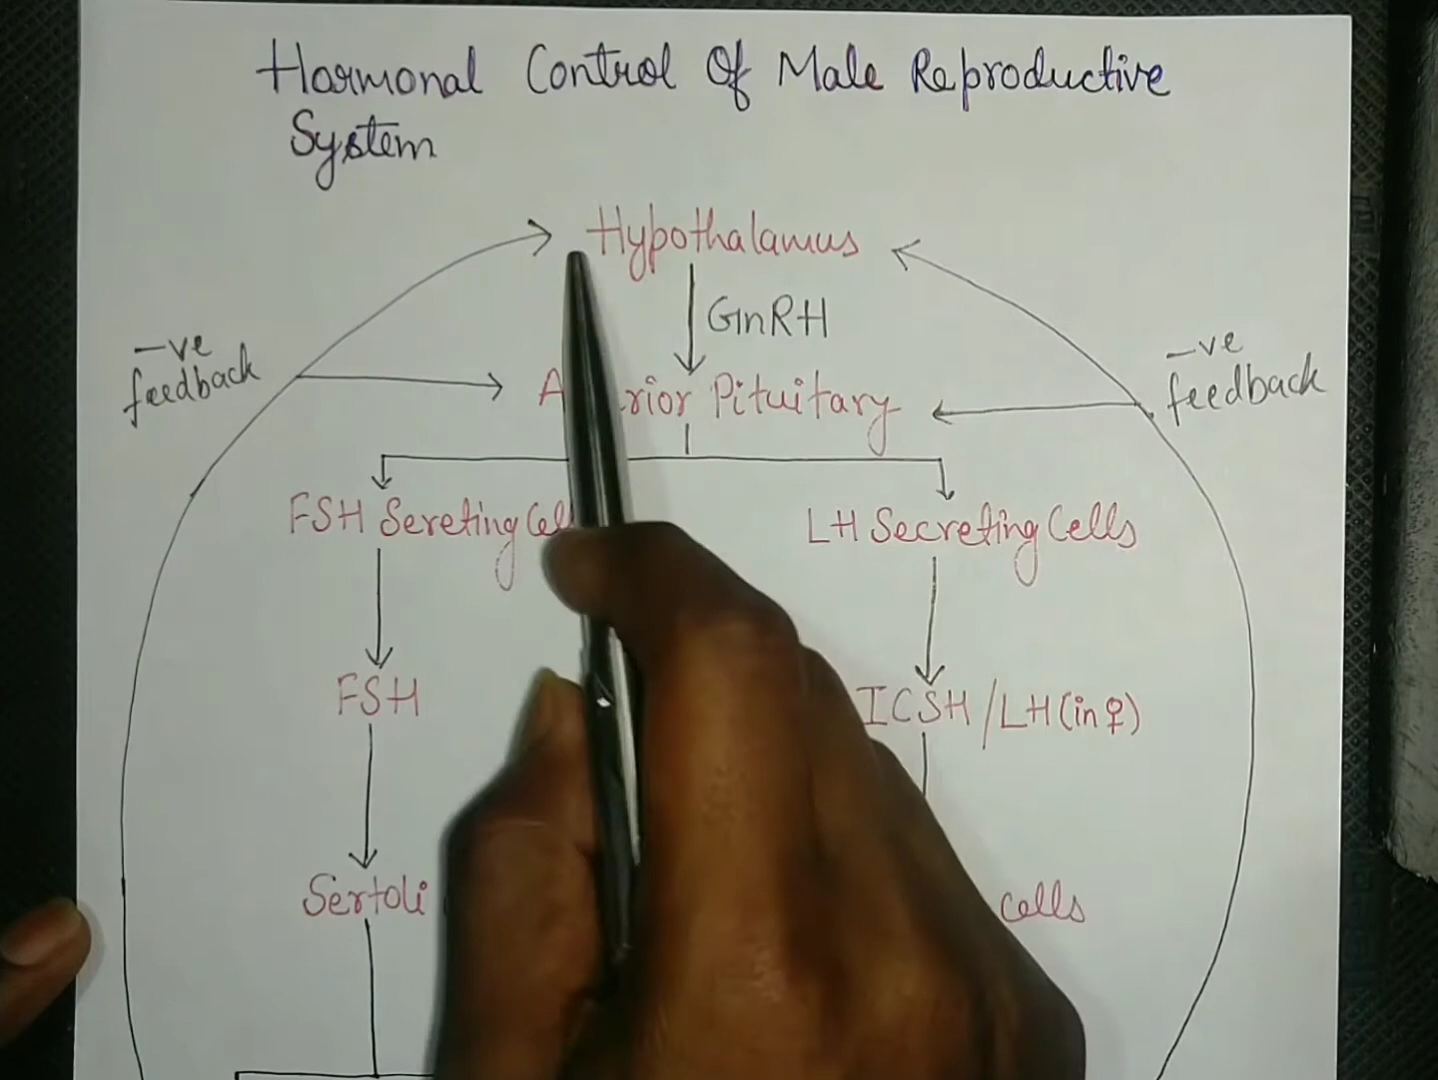 Hormonal Control Of Male Reproductive
System
Hypothalamus
GnRH
-ve
feedback
-ve
feedback
Pituitary
FSH Sereting
LH Secreting Cells
FSH
ICSH/LH(in♀)
Sertoli
cells